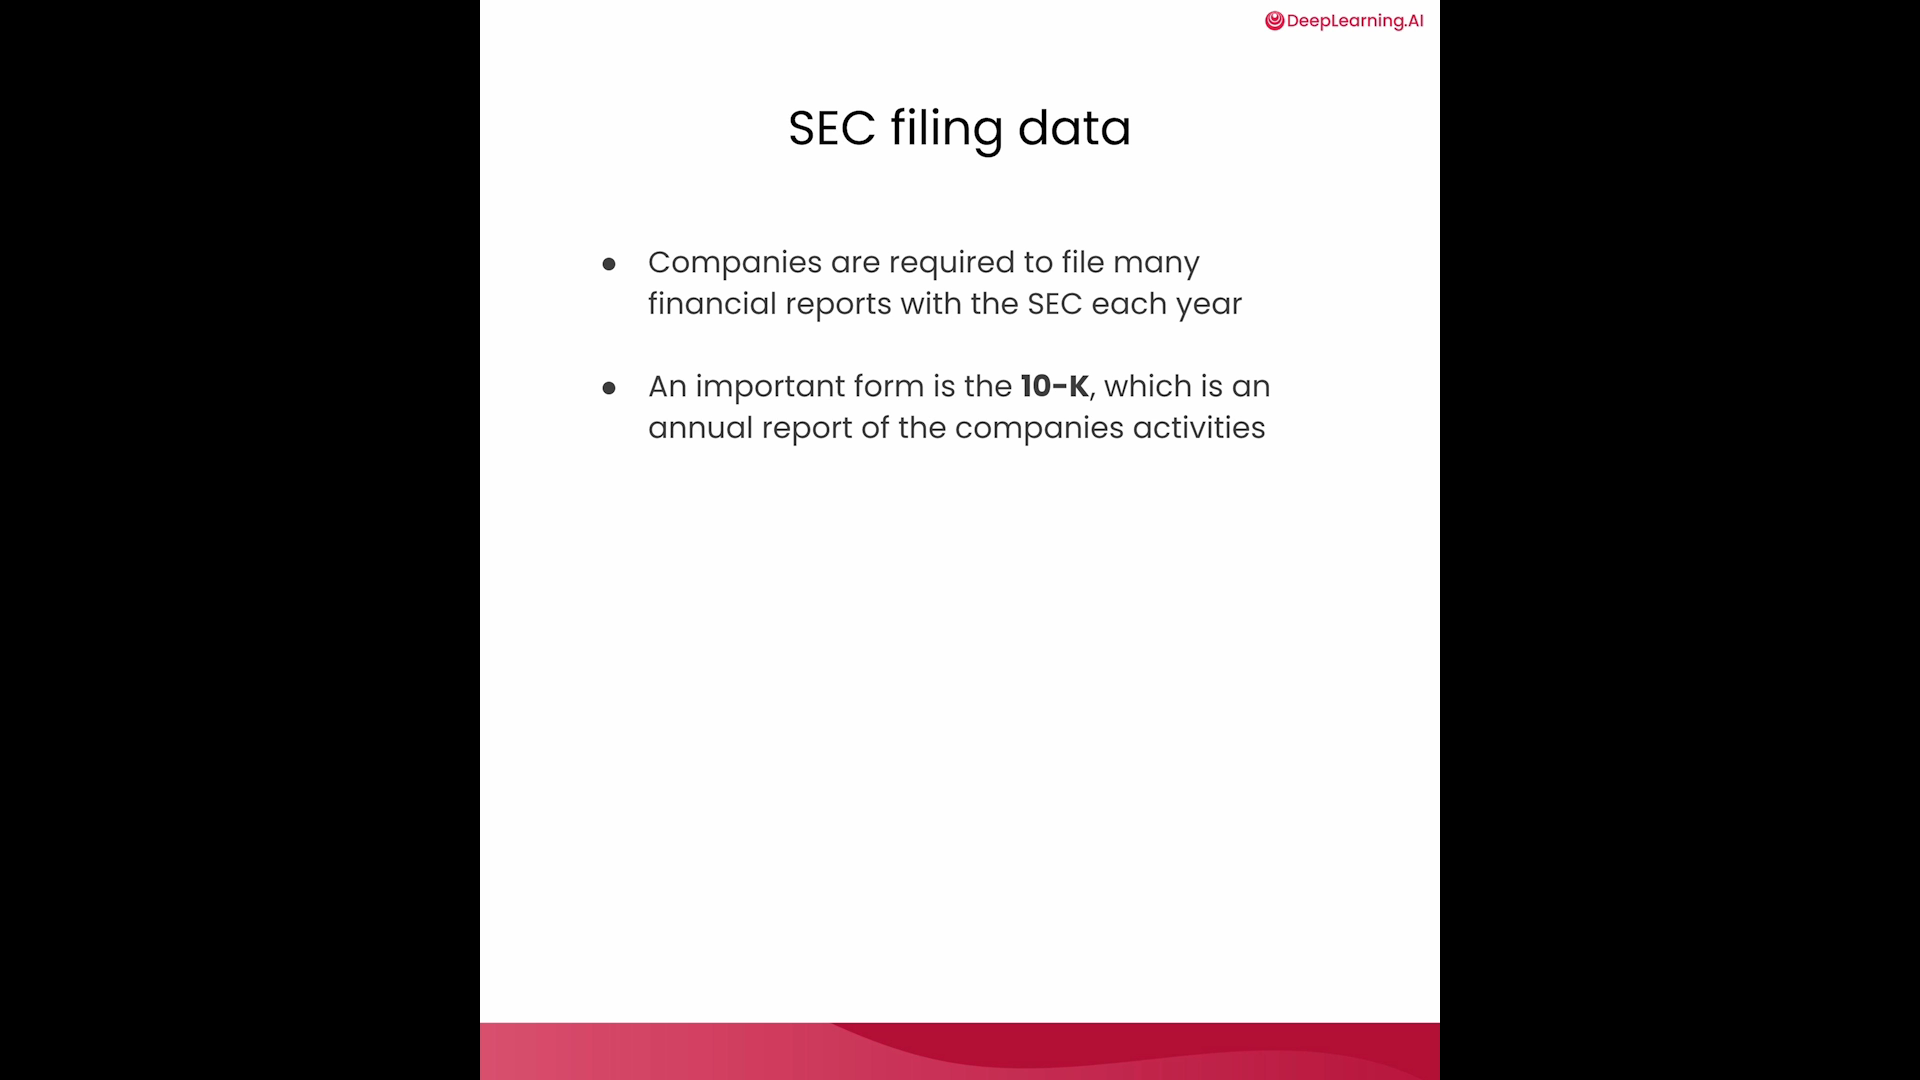 DeepLearning.AI
SEC filing data
● Companies are required to file many
financial reports with the SEC each year
● An important form is the 10-K, which is an
annual report of the companies activities